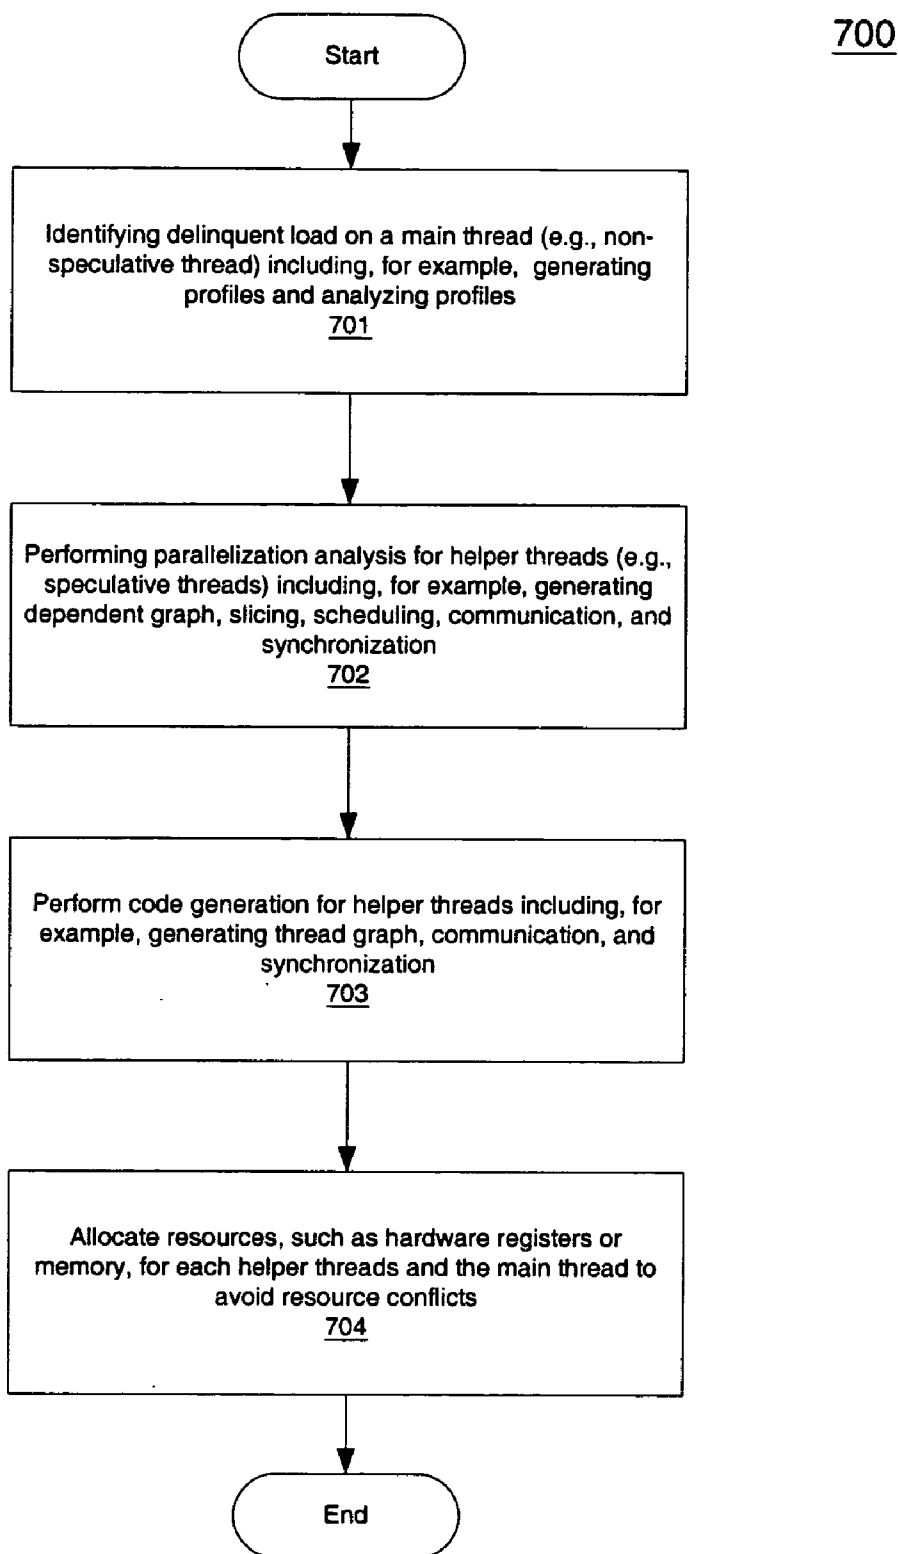 700
Start
Identifying delinquent load on a main thread (e.g., non-
speculative thread) including, for example, generating
profiles and analyzing profiles
701
Performing parallelization analysis for helper threads (e.g.,
speculative threads) including, for example, generating
dependent graph, slicing, scheduling, communication, and
synchronization
702
Perform code generation for helper threads including, for
example, generating thread graph, communication, and
synchronization
703
Allocate resources, such as hardware registers or
memory, for each helper threads and the main thread to
avoid resource conflicts
704
End